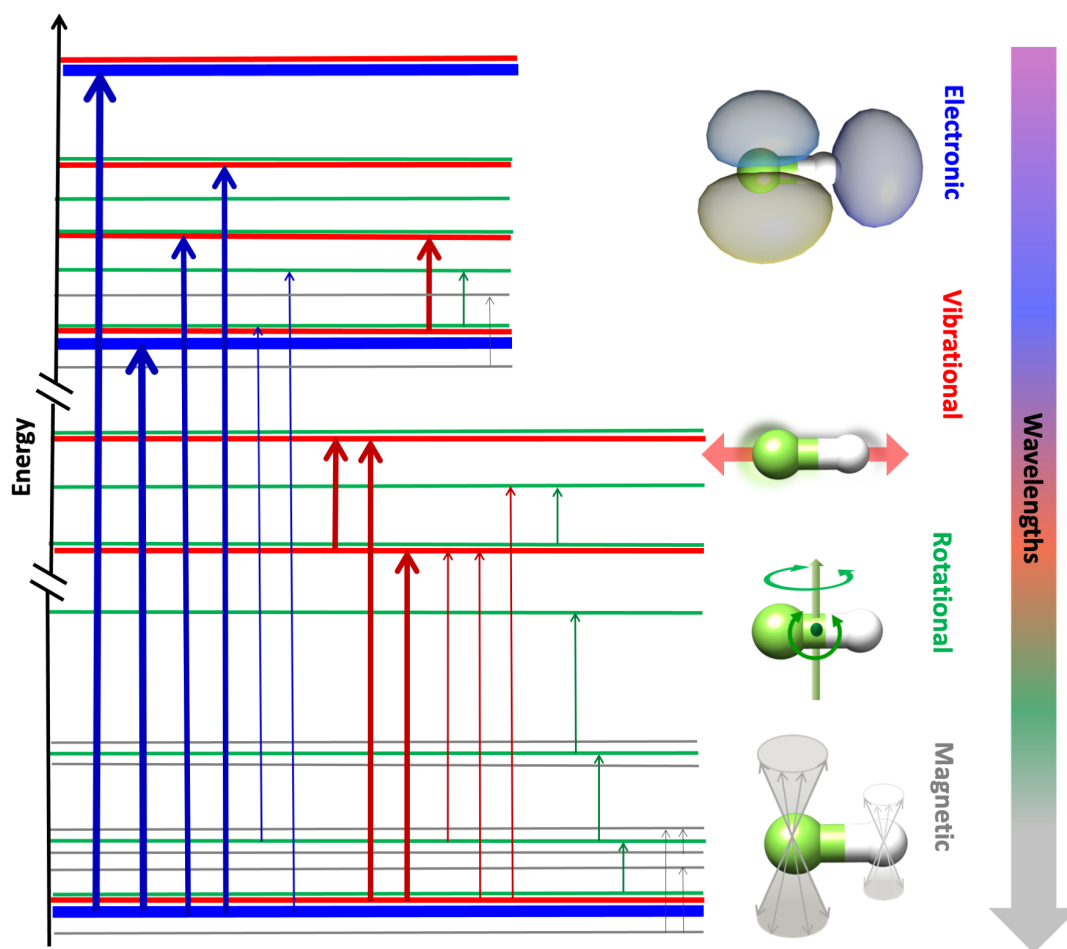 Energy
Electronic
Vibrational
Rotational
Magnetic
Wavelengths